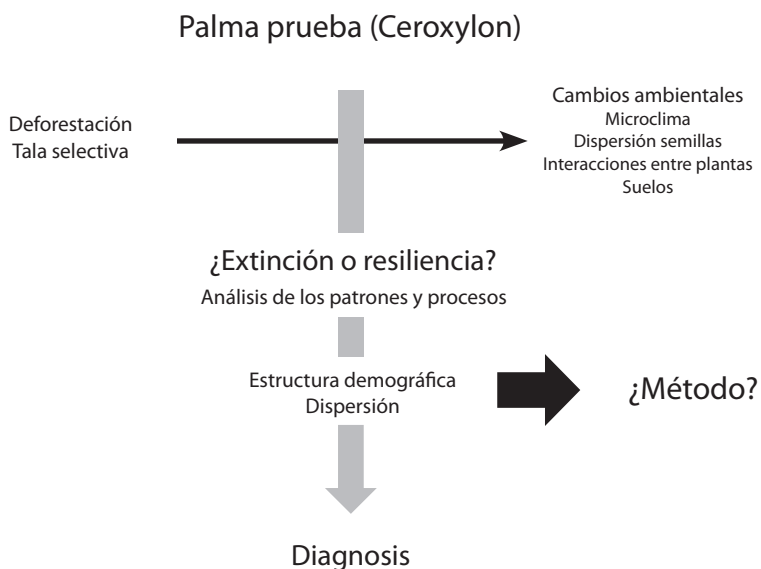 Palma prueba (Ceroxylon)
Deforestación
Tala selectiva
Cambios ambientales
Microclima
Dispersión semillas
Interacciones entre plantas
Suelos
¿Extinción o resiliencia?
Análisis de los patrones y procesos
Estructura demográfica
Dispersión
¿Método?
Diagnosis